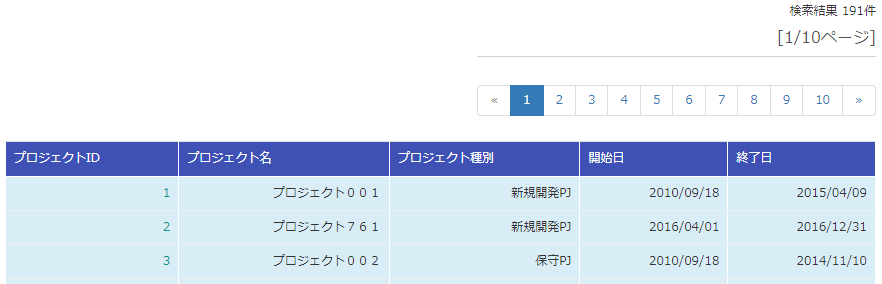 検索結果 191件
[1/10ページ]
« 1 2 3 4 5 6 7 8 9 10 »
プロジェクトID プロジェクト名 プロジェクト種別 開始日 終了日
1 プロジェクト００１ 新規開発PJ 2010/09/18 2015/04/09
2 プロジェクト７６１ 新規開発PJ 2016/04/01 2016/12/31
3 プロジェクト００２ 保守PJ 2010/09/18 2014/11/10